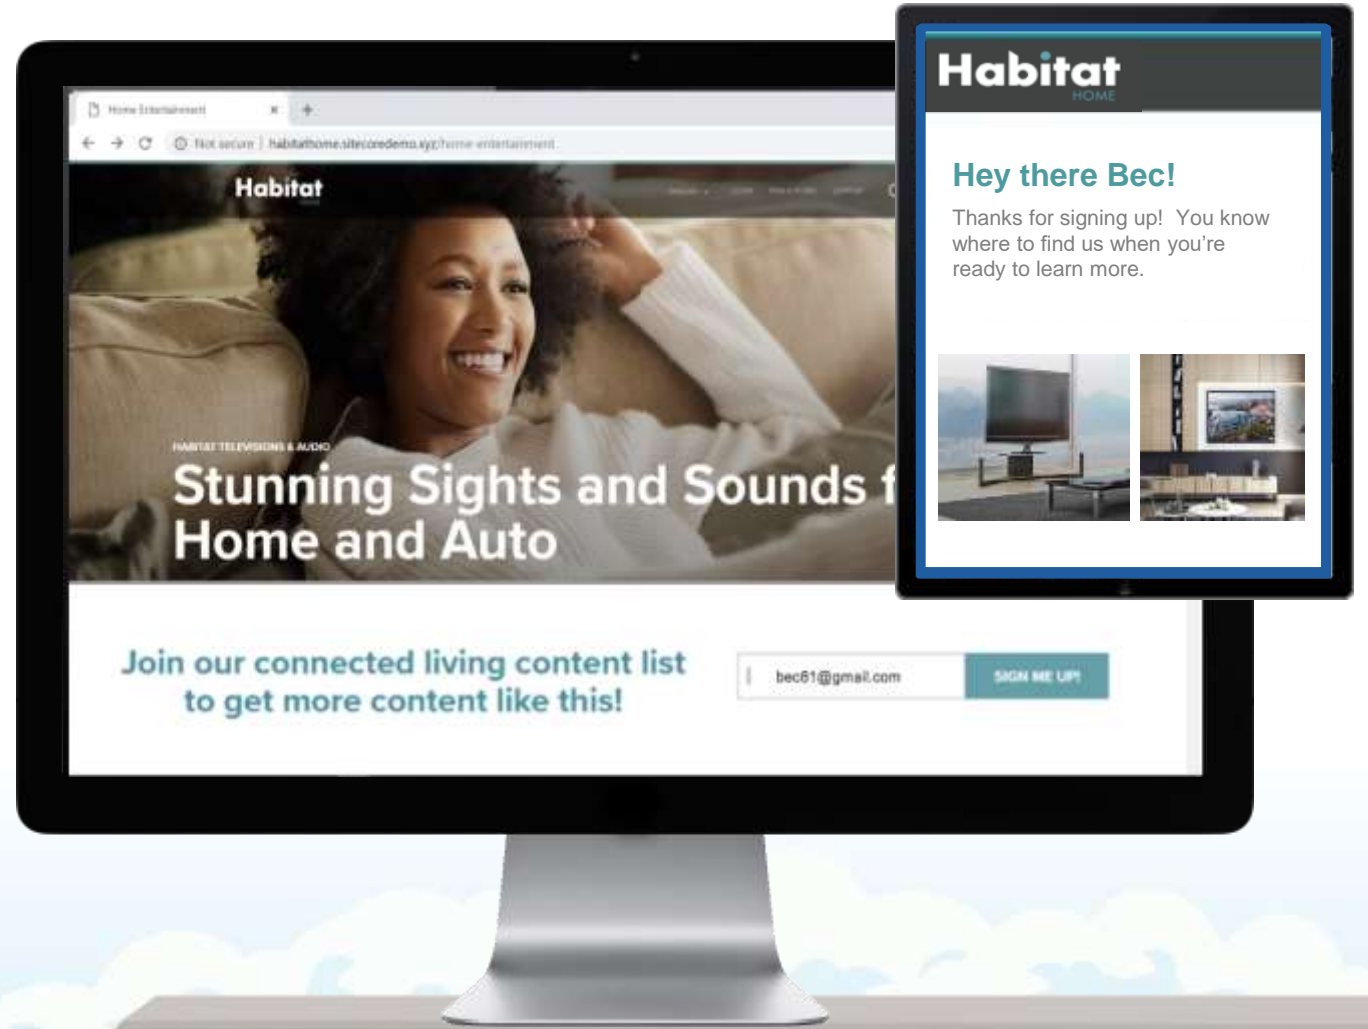 Home Entertainment
Not secure | habitathome.sitecoredemo.xyz/home-entertainment
Habitat
HABITAT TELEVISIONS & AUDIO
Stunning Sights and Sounds f
Home and Auto
Join our connected living content list
to get more content like this!
bec61@gmail.com
SIGN ME UP!
Habitat
HOME
Hey there Bec!
Thanks for signing up! You know
where to find us when you’re
ready to learn more.